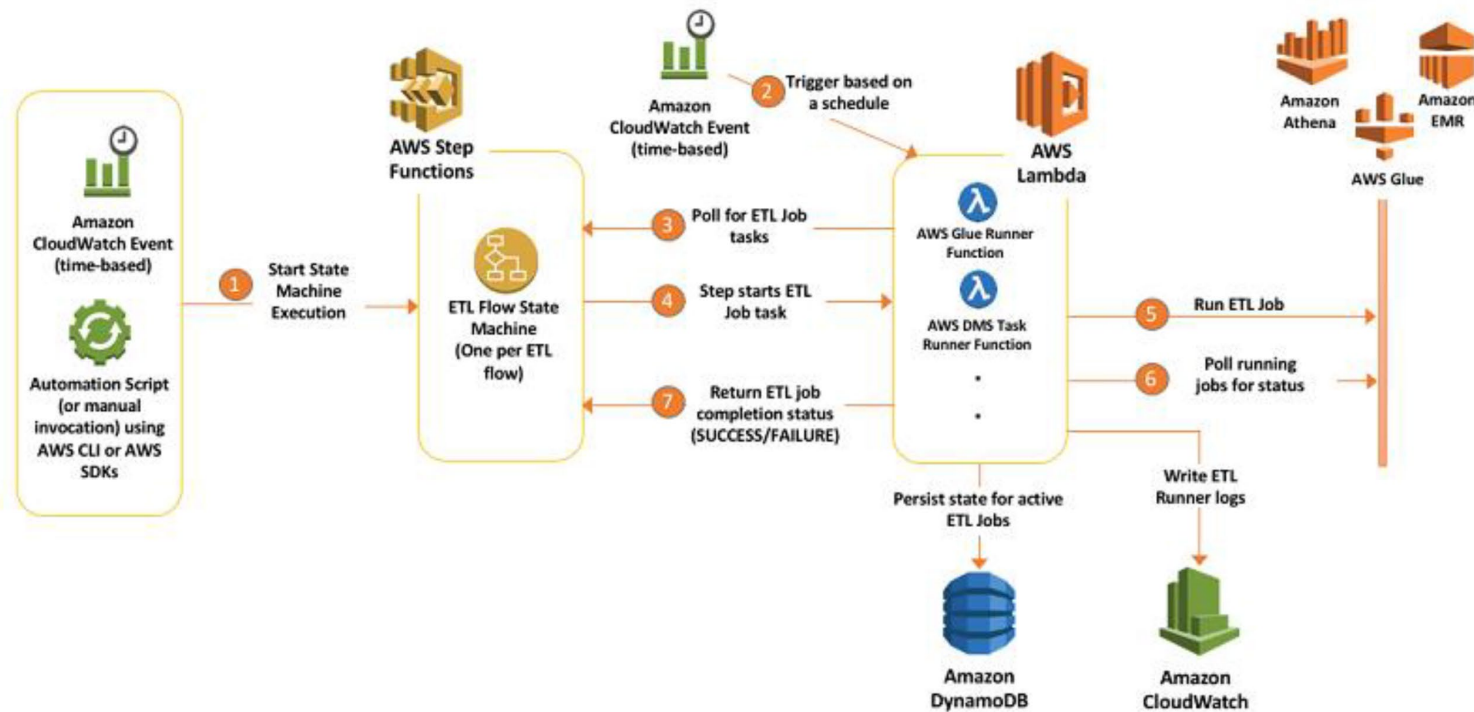 Amazon
CloudWatch Event
(time-based)
Automation Script
(or manual
invocation) using
AWS CLI or AWS
SDKs
1
Start State
Machine
Execution
AWS Step
Functions
ETL Flow State
Machine
(One per ETL
flow)
Amazon
CloudWatch Event
(time-based)
2
Trigger based on
a schedule
3
Poll for ETL Job
tasks
4
Step starts ETL
Job task
7
Return ETL job
completion status
(SUCCESS/FAILURE)
AWS
Lambda
λ
AWS Glue Runner
Function
λ
AWS DMS Task
Runner Function
Amazon
Athena
Amazon
EMR
AWS Glue
5
Run ETL Job
6
Poll running
jobs for status
Persist state for active
ETL Jobs
Write ETL
Runner logs
Amazon
DynamoDB
Amazon
CloudWatch